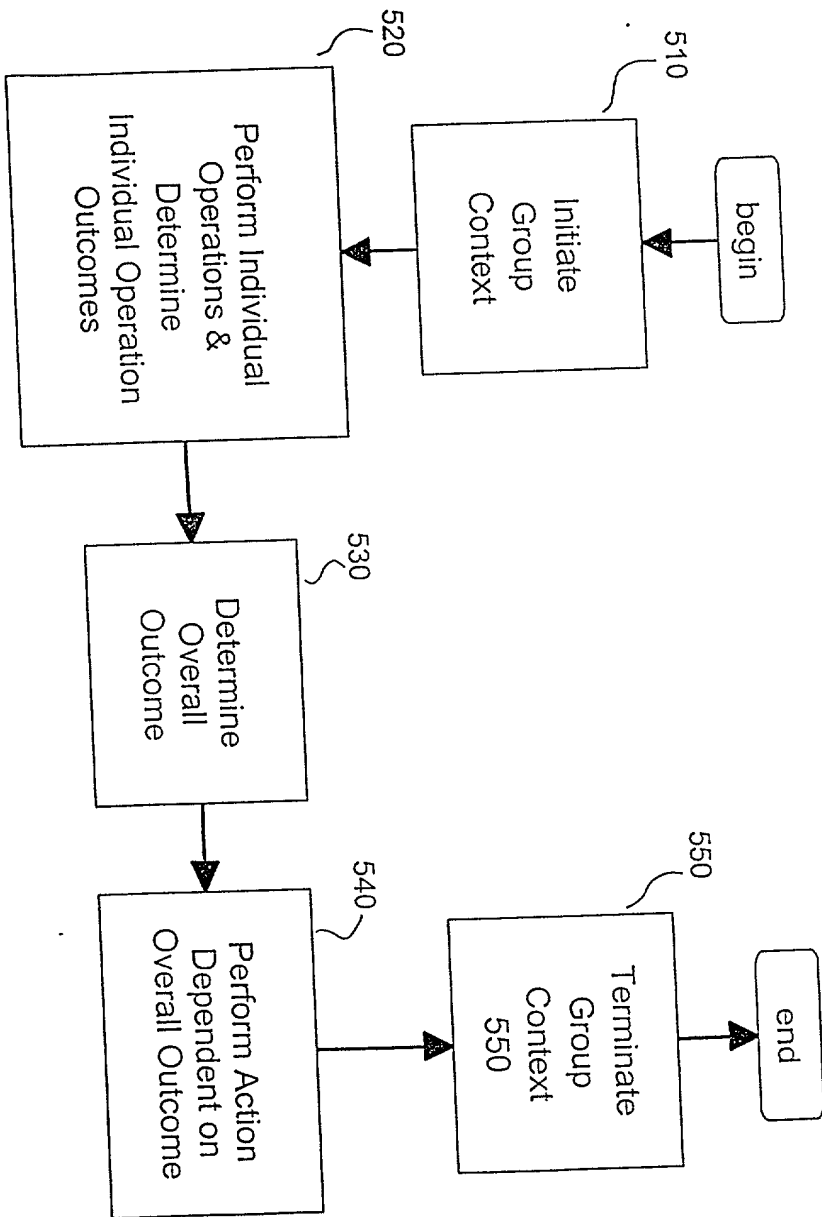 begin
510
Initiate
Group
Context
520
Perform Individual
Operations &
Determine
Individual Operation
Outcomes
530
Determine
Overall
Outcome
540
Perform Action
Dependent on
Overall Outcome
550
Terminate
Group
Context
550
end